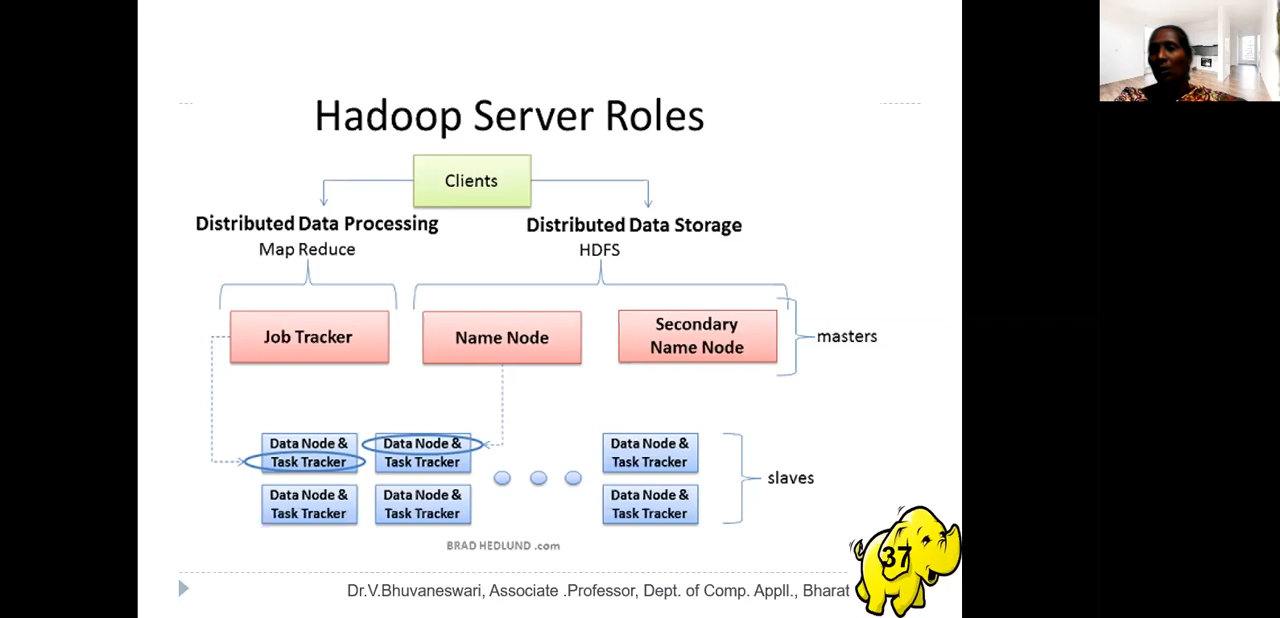 Hadoop Server Roles
Clients
Distributed Data Processing
Map Reduce
Distributed Data Storage
HDFS
Job Tracker
Name Node
Secondary
Name Node
masters
Data Node &
Task Tracker
Data Node &
Task Tracker
Data Node &
Task Tracker
Data Node &
Task Tracker
Data Node &
Task Tracker
Data Node &
Task Tracker
slaves
BRAD HEDLUND .com
37
Dr.V.Bhuvaneswari, Associate .Professor, Dept. of Comp. Appll., Bharat